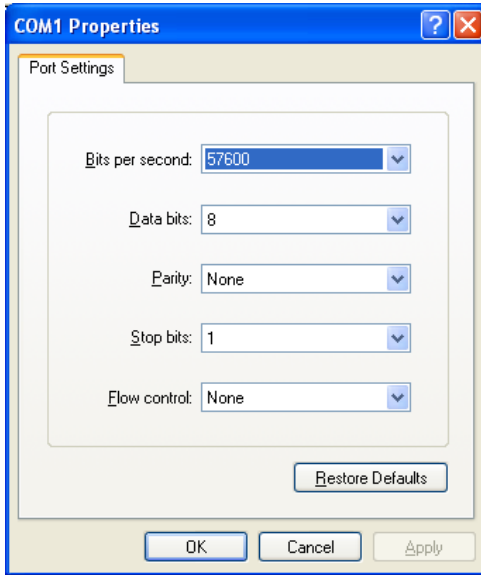 COM1 Properties
Port Settings
Bits per second: 57600
Data bits: 8
Parity: None
Stop bits: 1
Flow control: None
Restore Defaults
OK Cancel Apply